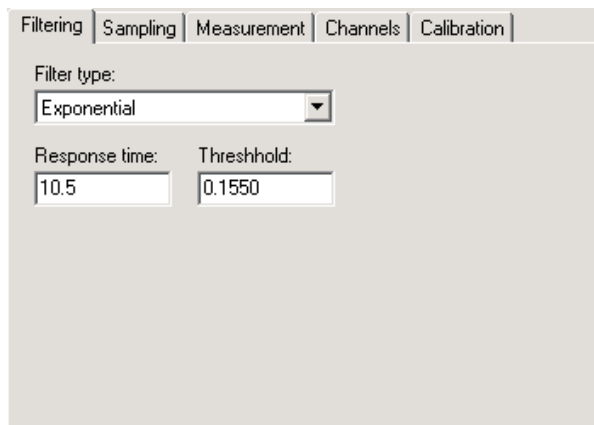 Filtering Sampling Measurement Channels Calibration
Filter type:
Exponential
Response time: Threshhold:
10.5 0.1550